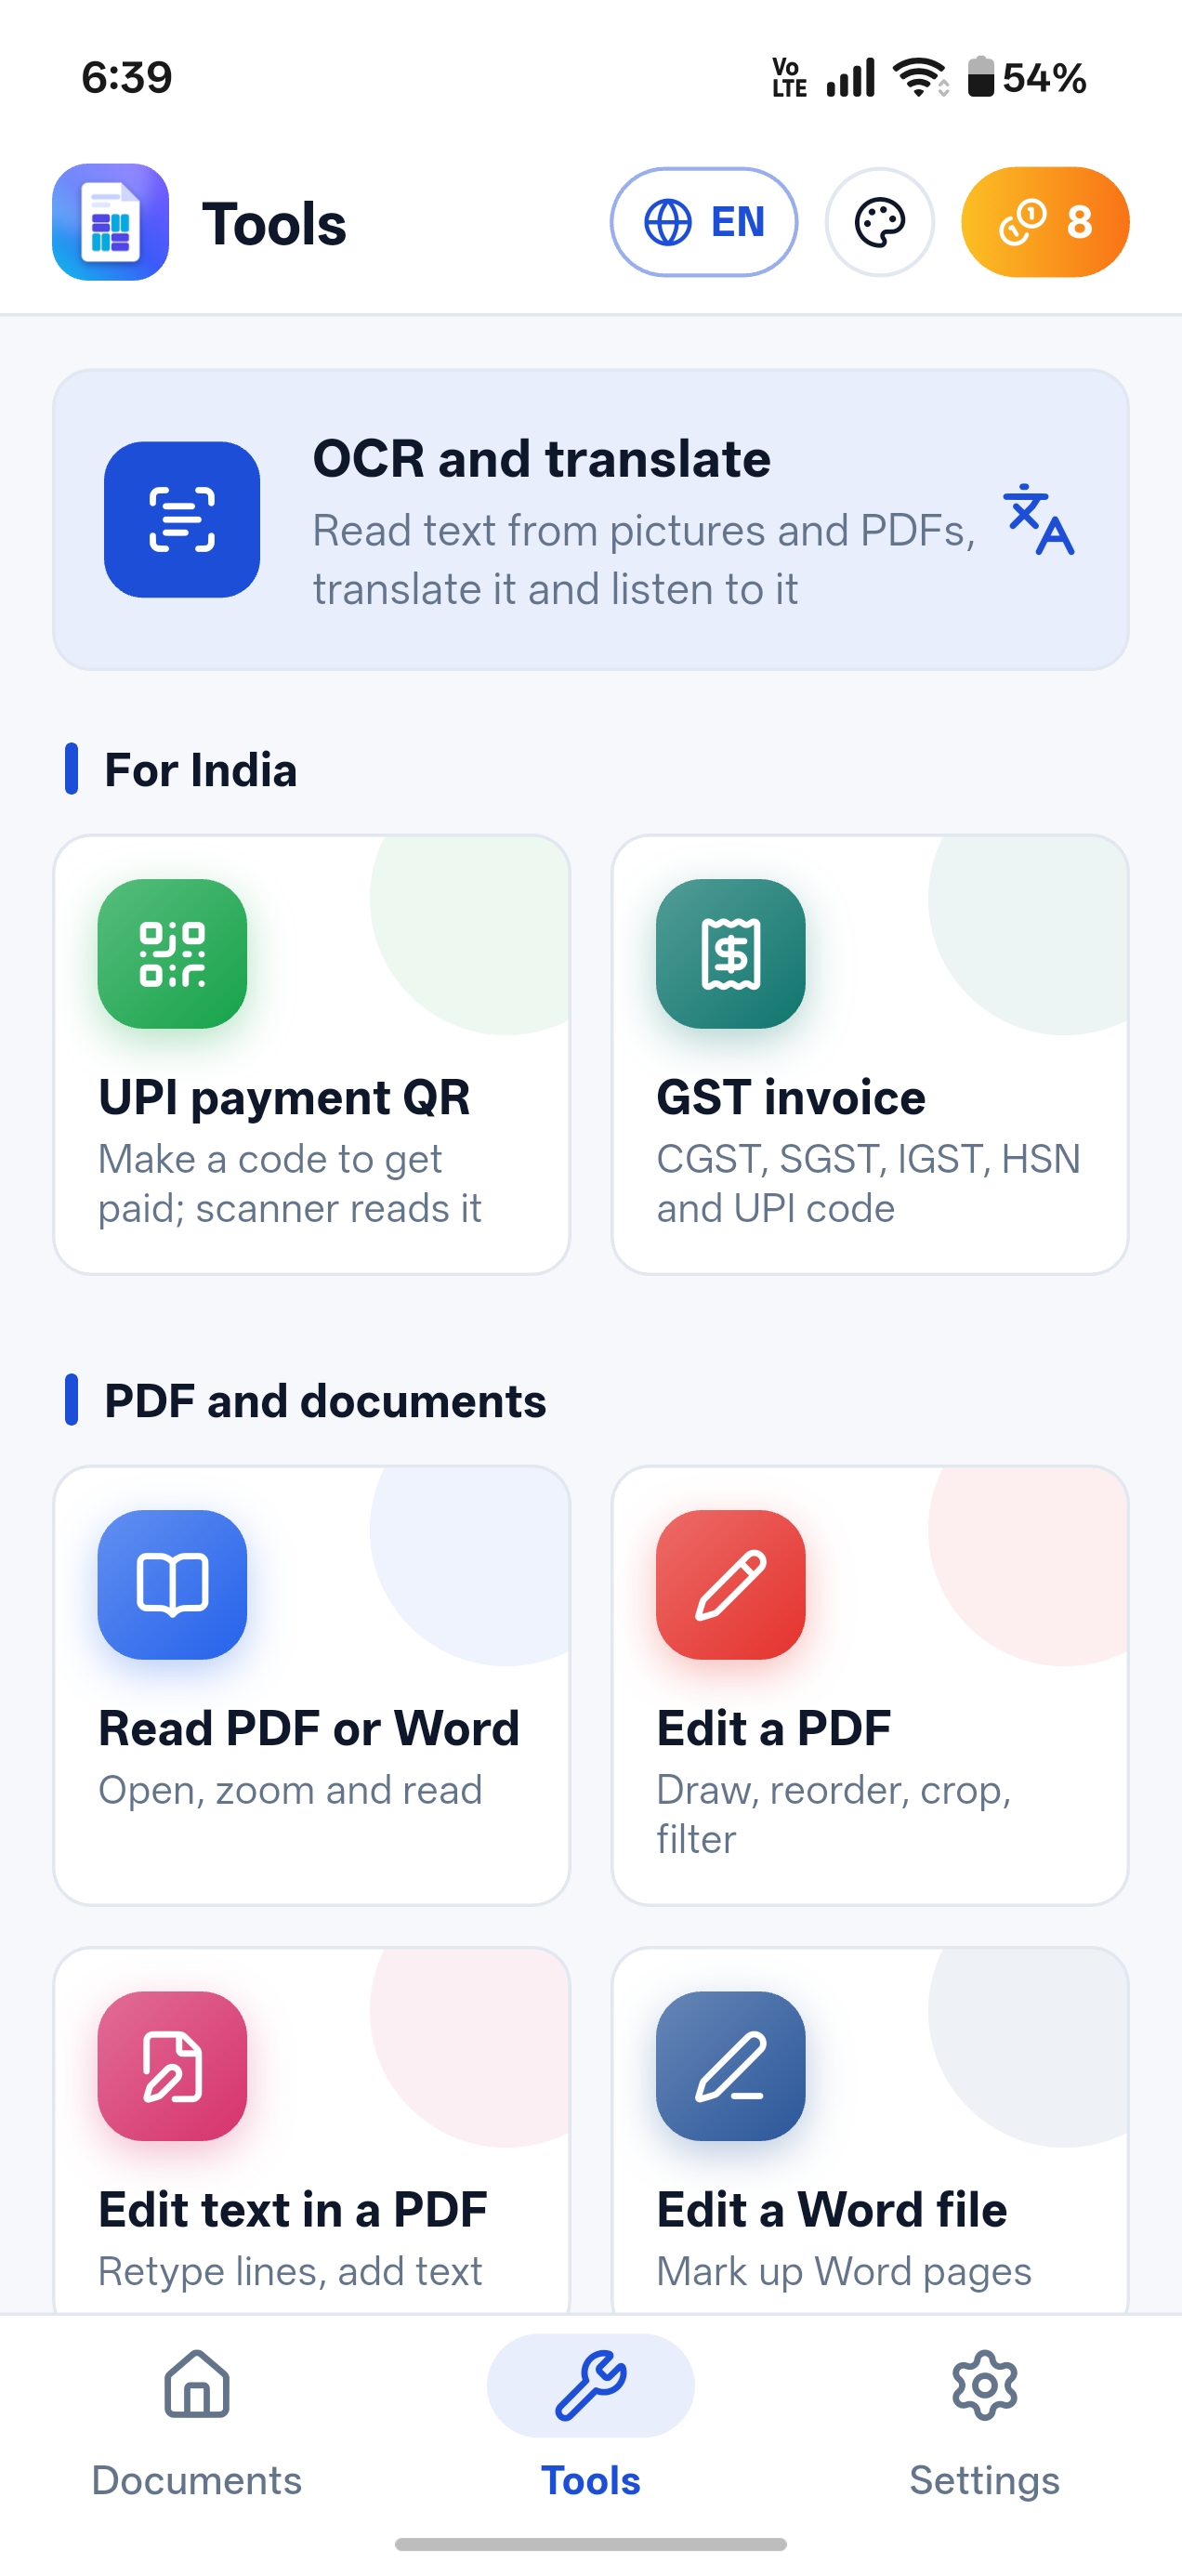 6:39
Vo LTE
54%
Tools
EN
8
OCR and translate
Read text from pictures and PDFs,
translate it and listen to it
For India
UPI payment QR
Make a code to get
paid; scanner reads it
GST invoice
CGST, SGST, IGST, HSN
and UPI code
PDF and documents
Read PDF or Word
Open, zoom and read
Edit a PDF
Draw, reorder, crop,
filter
Edit text in a PDF
Retype lines, add text
Edit a Word file
Mark up Word pages
Documents
Tools
Settings